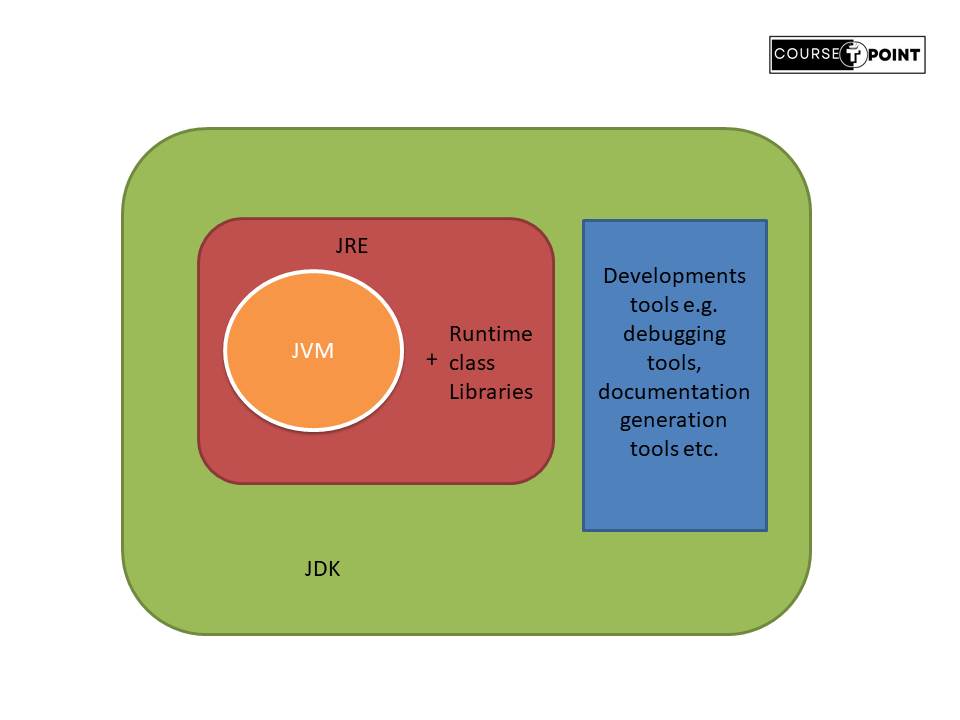 COURSE T POINT
JRE
JVM
+
Runtime
class
Libraries
Developments
tools e.g.
debugging
tools,
documentation
generation
tools etc.
JDK